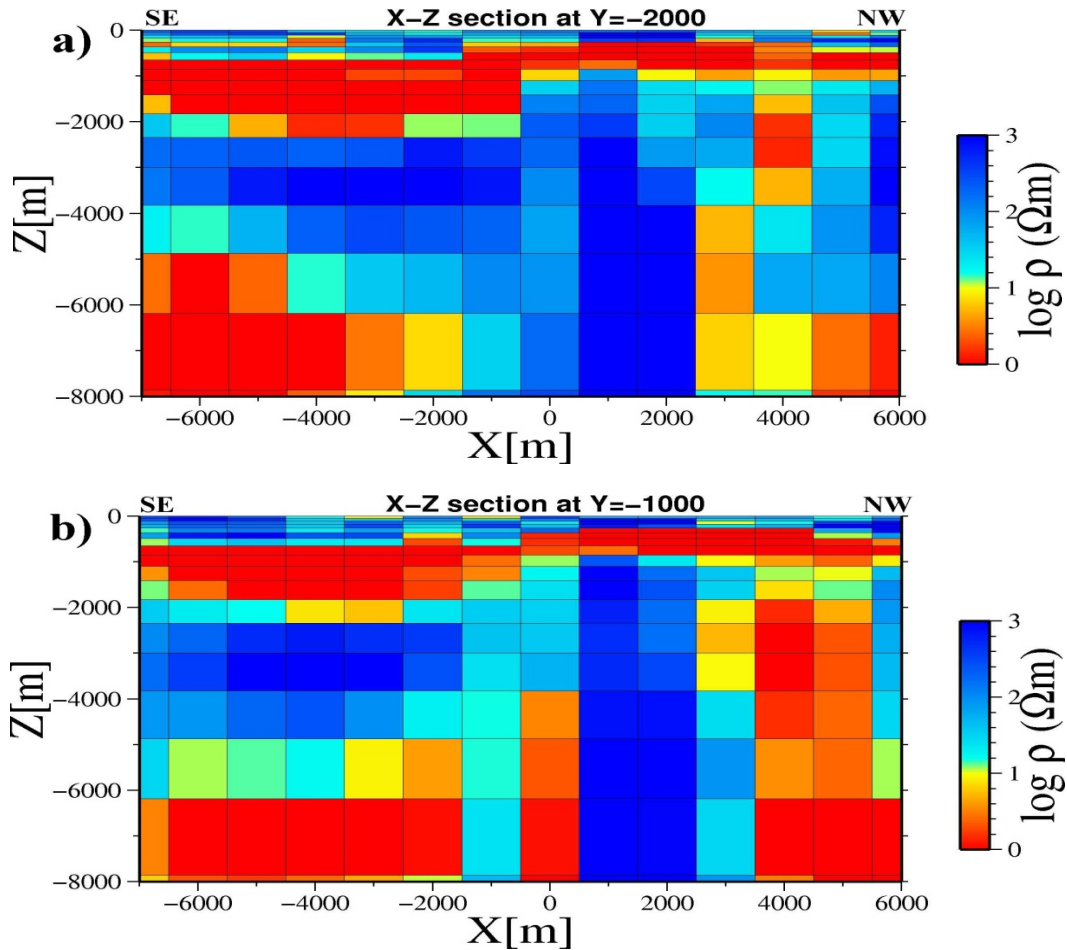 SE X-Z section at Y=-2000 NW
a)
0
-2000
-4000
-6000
-8000
Z[m]
-6000 -4000 -2000 0 2000 4000 6000
X[m]
3
2
1
0
log ρ (Ωm)
SE X-Z section at Y=-1000 NW
b)
0
-2000
-4000
-6000
-8000
Z[m]
-6000 -4000 -2000 0 2000 4000 6000
X[m]
3
2
1
0
log ρ (Ωm)